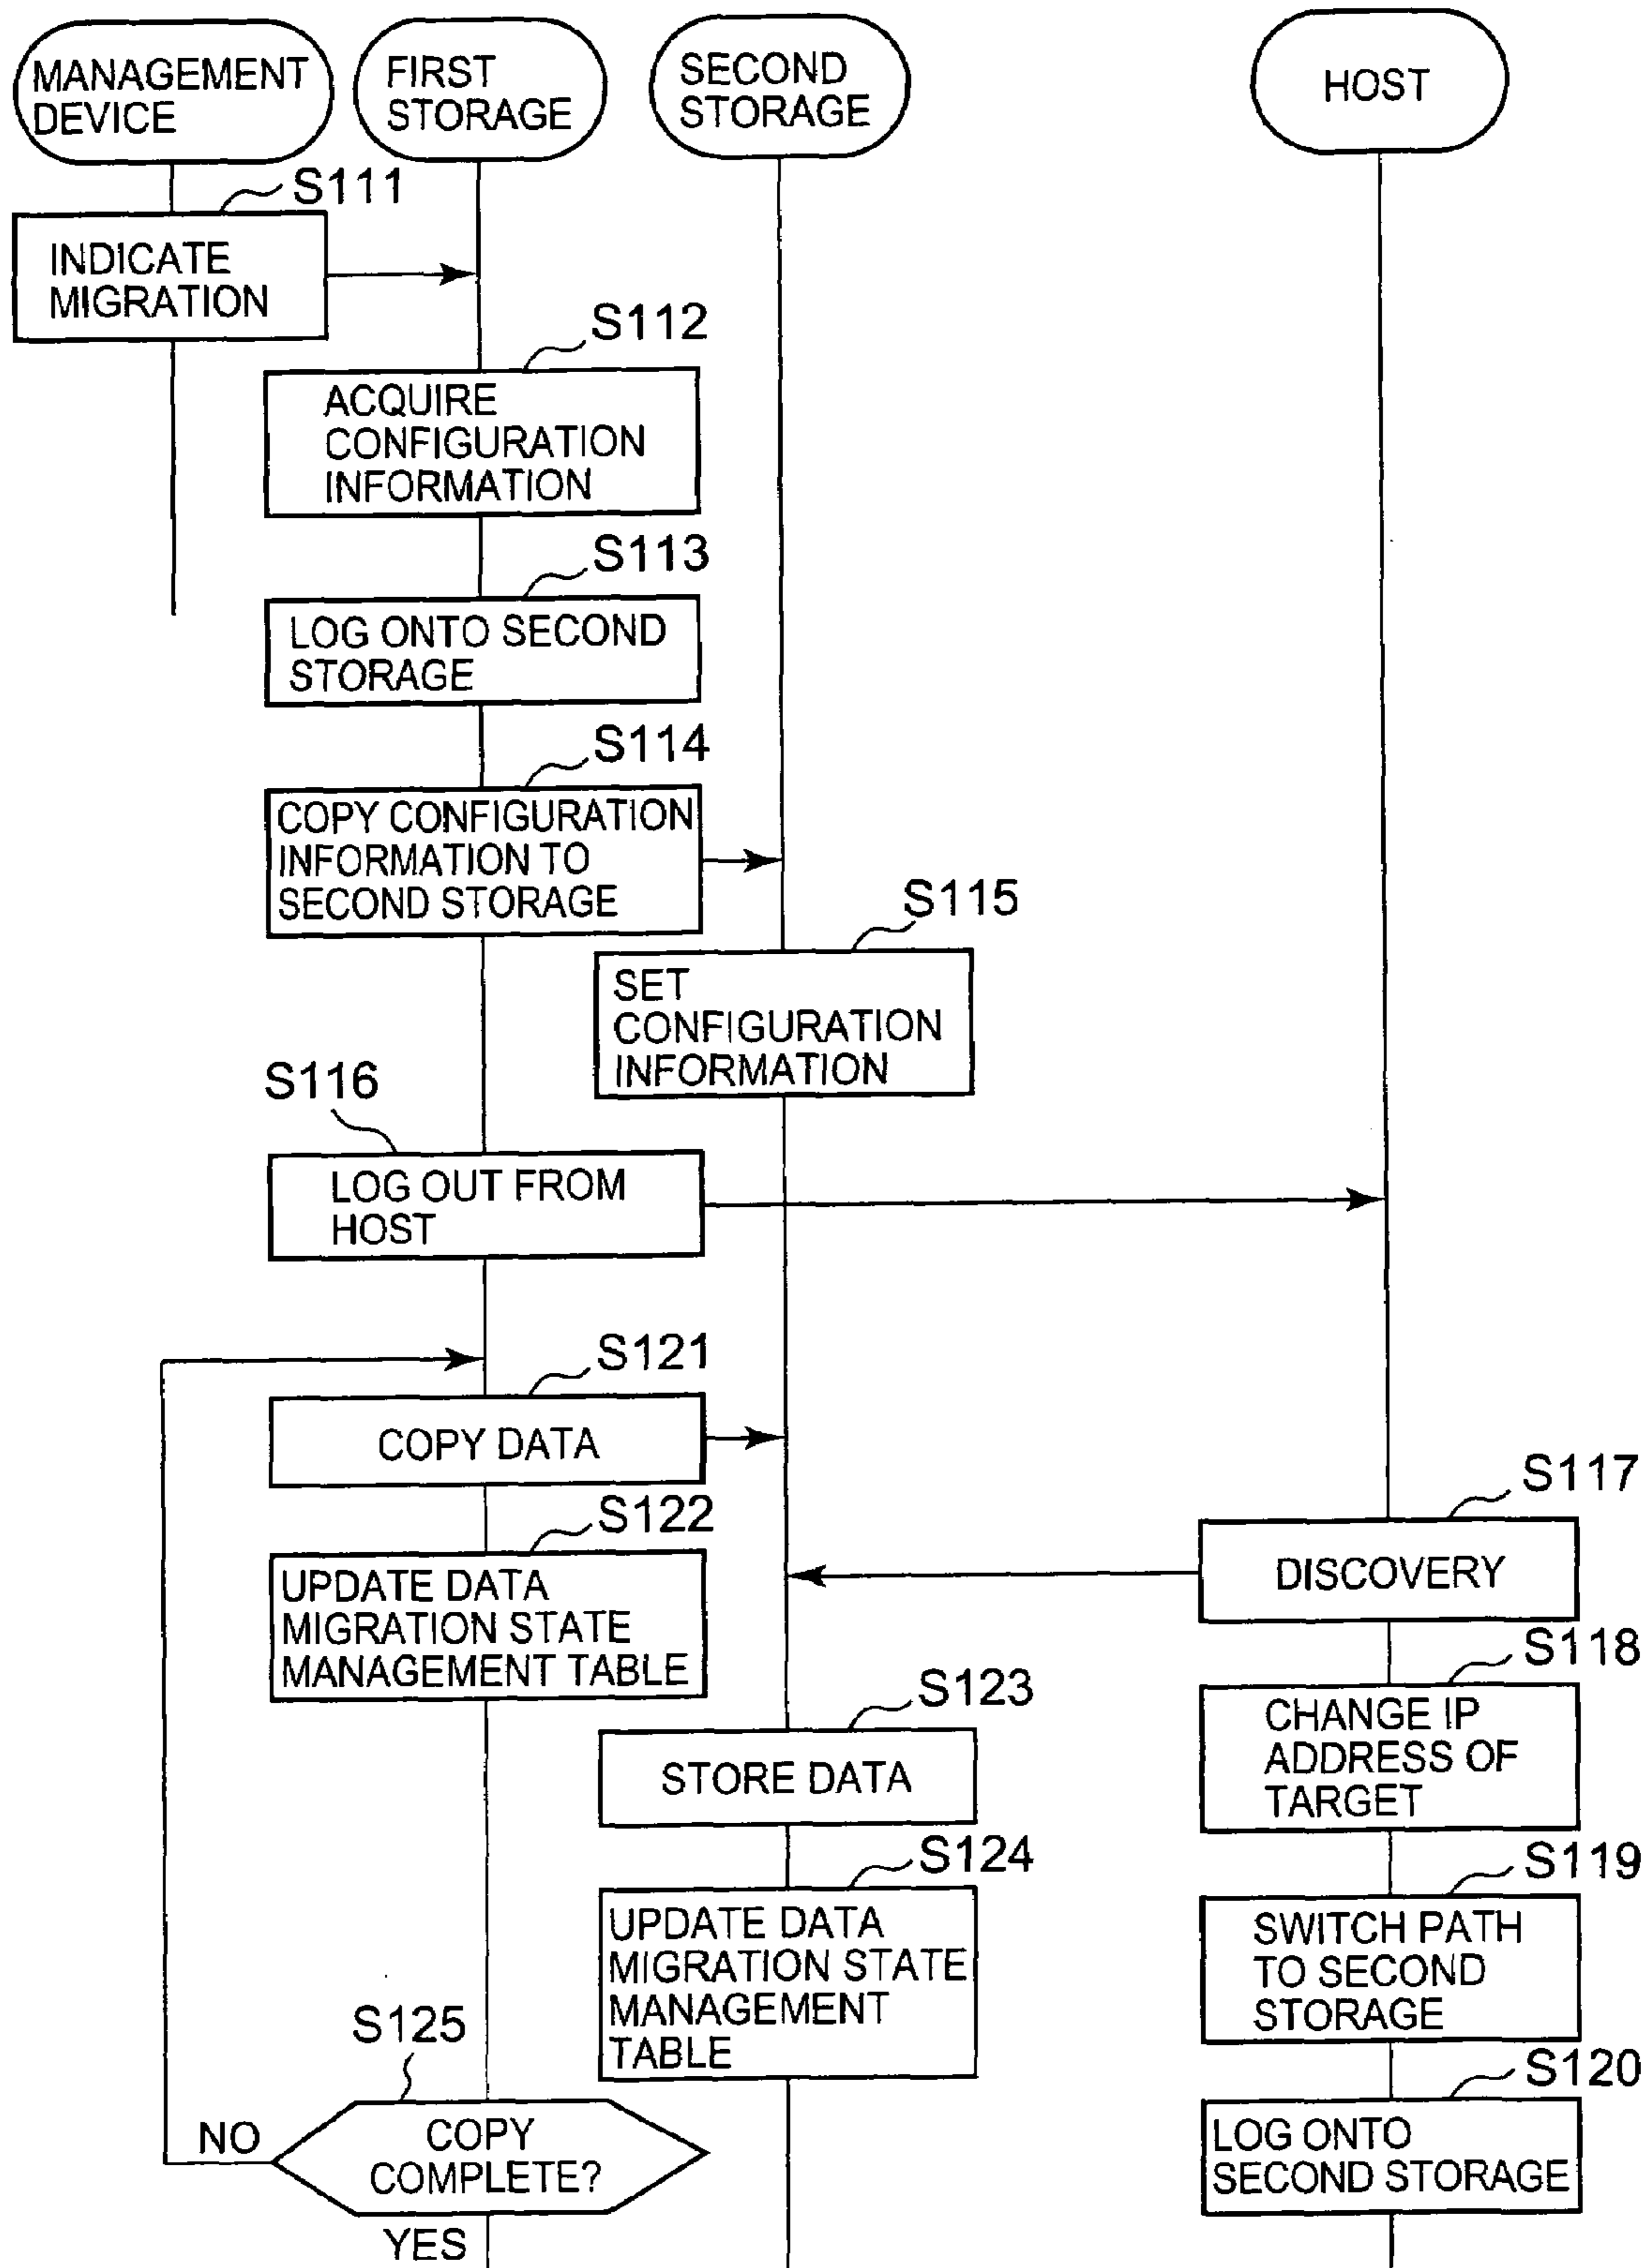 MANAGEMENT
DEVICE
FIRST
STORAGE
SECOND
STORAGE
HOST
S111
INDICATE
MIGRATION
S112
ACQUIRE
CONFIGURATION
INFORMATION
S113
LOG ONTO SECOND
STORAGE
S114
COPY CONFIGURATION
INFORMATION TO
SECOND STORAGE
S115
SET
CONFIGURATION
INFORMATION
S116
LOG OUT FROM
HOST
S121
COPY DATA
S117
DISCOVERY
S122
UPDATE DATA
MIGRATION STATE
MANAGEMENT TABLE
S118
CHANGE IP
ADDRESS OF
TARGET
S123
STORE DATA
S124
UPDATE DATA
MIGRATION STATE
MANAGEMENT
TABLE
S119
SWITCH PATH
TO SECOND
STORAGE
S125
COPY
COMPLETE?
NO
YES
S120
LOG ONTO
SECOND STORAGE